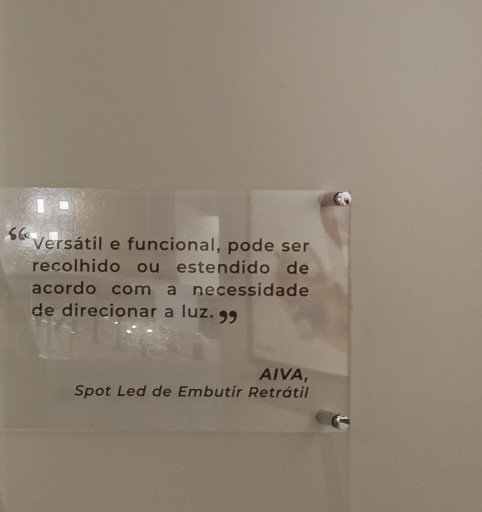 “Versátil e funcional, pode ser
recolhido ou estendido de
acordo com a necessidade
de direcionar a luz.”
AIVA,
Spot Led de Embutir Retrátil